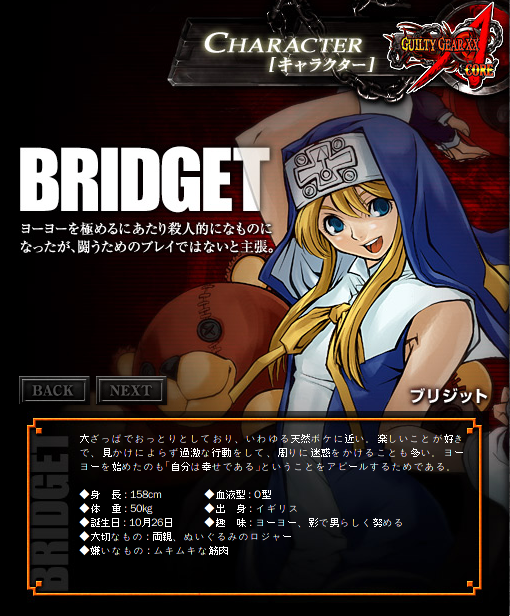 CHARACTER
[キャラクター]
GUILTY GEAR XX
CORE
BRIDGET
ヨーヨーを極めるにあたり殺人的になものに
なったが、闘うためのプレイではないと主張。
BACK NEXT
ブリジット
BRIDGET
大ざっぱでおっとりとしており、いわゆる天然ボケに近い。楽しいことが好き
で、見かけによらず過激な行動をして、周りに迷惑をかけることも多い。ヨー
ヨーを始めたのも「自分は幸せである」ということをアピールするためである。
◆身 長：158cm ◆血液型：O型
◆体 重：50kg ◆出 身：イギリス
◆誕生日：10月26日 ◆趣 味：ヨーヨー、影で男らしく努める
◆大切なもの：両親、ぬいぐるみのロジャー
◆嫌いなもの：ムキムキな筋肉